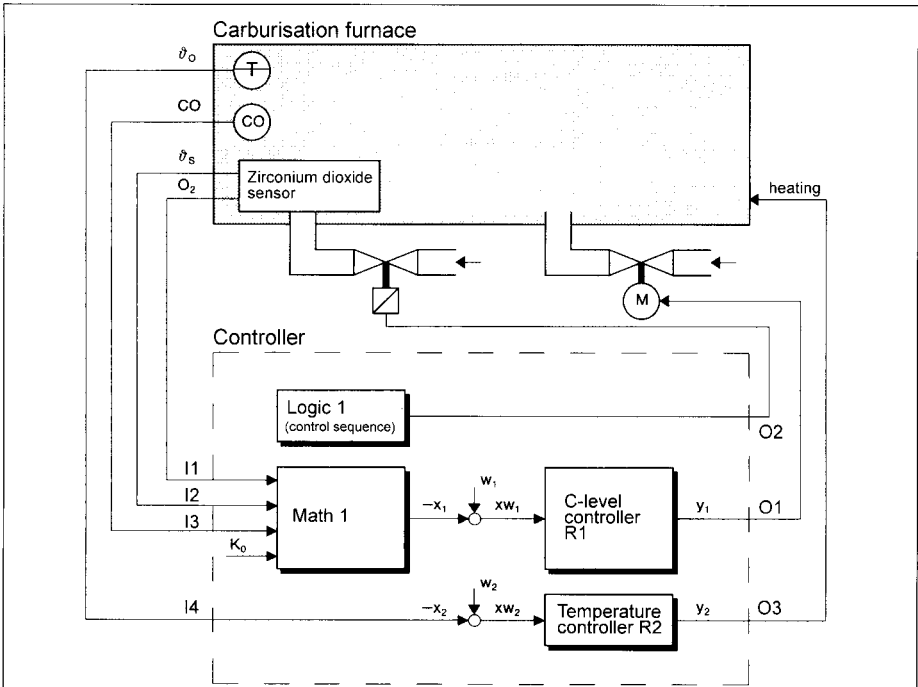 Carburisation furnace
ϑO
T
CO
CO
ϑS
Zirconium dioxide
sensor
O2
heating
M
Controller
Logic 1
(control sequence)
O2
I1
I2
I3
K0
Math 1
–x1
w1
xw1
C-level
controller
R1
y1
O1
I4
–x2
w2
xw2
Temperature
controller R2
y2
O3